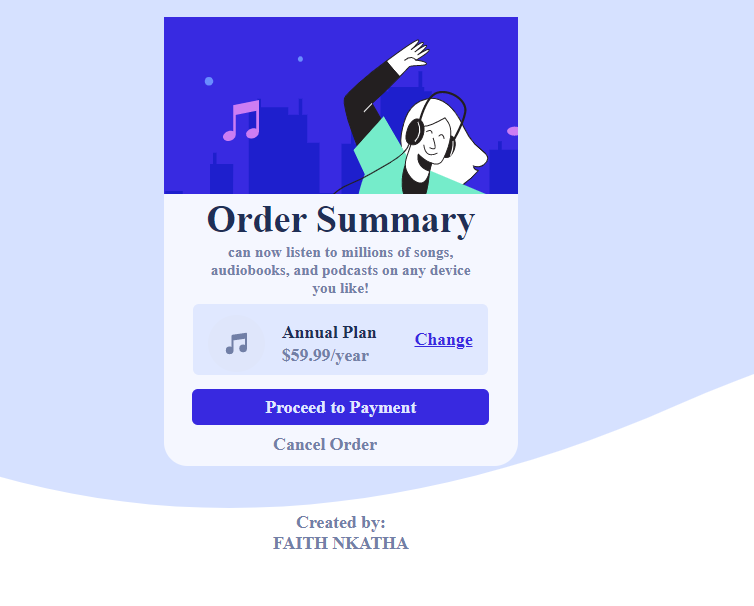 Order Summary
can now listen to millions of songs,
audiobooks, and podcasts on any device
you like!
Annual Plan
$59.99/year
Change
Proceed to Payment
Cancel Order
Created by:
FAITH NKATHA